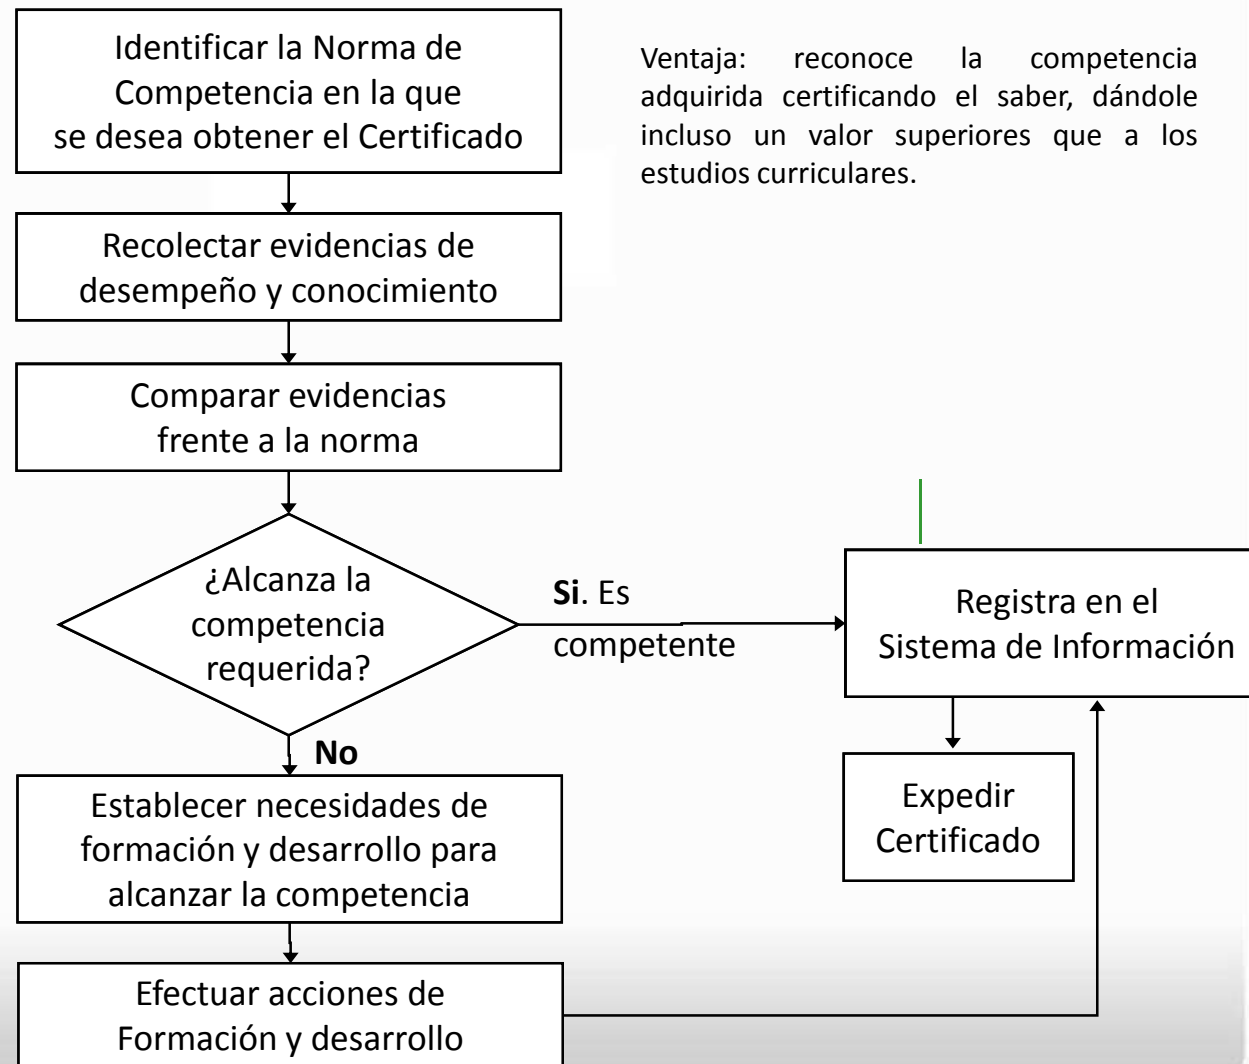 Identificar la Norma de
Competencia en la que
se desea obtener el Certificado
Ventaja: reconoce la competencia
adquirida certificando el saber, dándole
incluso un valor superiores que a los
estudios curriculares.
Recolectar evidencias de
desempeño y conocimiento
Comparar evidencias
frente a la norma
¿Alcanza la
competencia
requerida?
Si. Es
competente
Registra en el
Sistema de Información
No
Expedir
Certificado
Establecer necesidades de
formación y desarrollo para
alcanzar la competencia
Efectuar acciones de
Formación y desarrollo